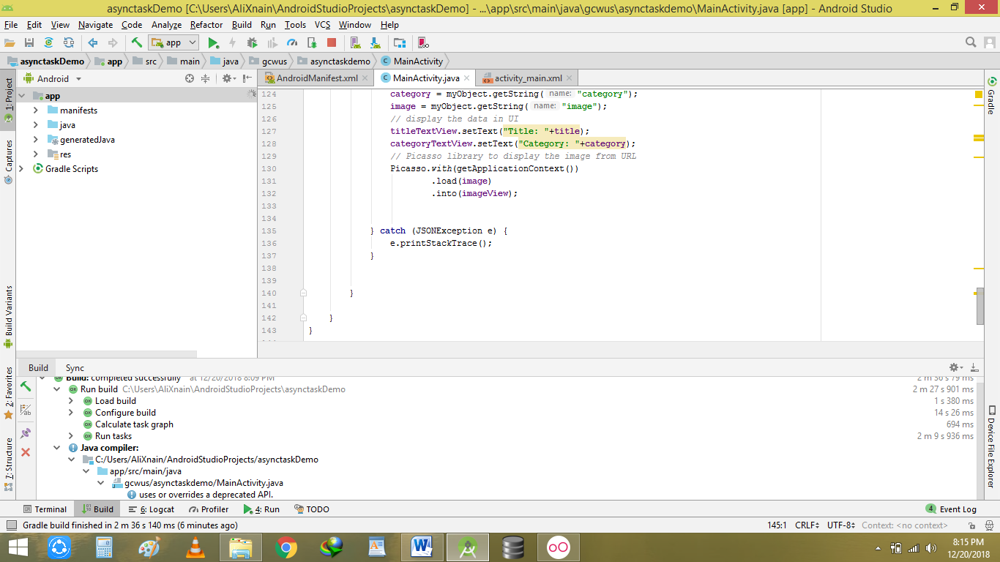 asynctaskDemo [C:\Users\AliXnain\AndroidStudioProjects\asynctaskDemo] - ...\app\src\main\java\gcwus\asynctaskdemo\MainActivity.java [app] - Android Studio
File Edit View Navigate Code Analyze Refactor Build Run Tools VCS Window Help
app
asynctaskDemo app src main java gcwus asynctaskdemo MainActivity
1: Project
Captures
Build Variants
2: Favorites
7: Structure
Android
app
manifests
java
generatedJava
res
Gradle Scripts
AndroidManifest.xml MainActivity.java activity_main.xml
124 category = myObject.getString( name: "category");
125 image = myObject.getString( name: "image");
126 // display the data in UI
127 titleTextView.setText("Title: "+title);
128 categoryTextView.setText("Category: "+category);
129 // Picasso library to display the image from URL
130 Picasso.with(getApplicationContext())
131 .load(image)
132 .into(imageView);
133
134
135 } catch (JSONException e) {
136 e.printStackTrace();
137 }
138
139
140 }
141
142 }
143 }
Gradle
Device File Explorer
Build Sync
Build: completed successfully at 12/20/2018 8:09 PM 2 m 36 s 79 ms
Run build C:\Users\AliXnain\AndroidStudioProjects\asynctaskDemo 2 m 27 s 901 ms
Load build 1 s 380 ms
Configure build 14 s 26 ms
Calculate task graph 694 ms
Run tasks 2 m 9 s 936 ms
Java compiler:
C:/Users/AliXnain/AndroidStudioProjects/asynctaskDemo
app/src/main/java
gcwus/asynctaskdemo/MainActivity.java
uses or overrides a deprecated API.
Terminal Build 6: Logcat Profiler 4: Run TODO 4 Event Log
Gradle build finished in 2 m 36 s 140 ms (6 minutes ago) 145:1 CRLF UTF-8 Context: <no context>
8:15 PM
12/20/2018